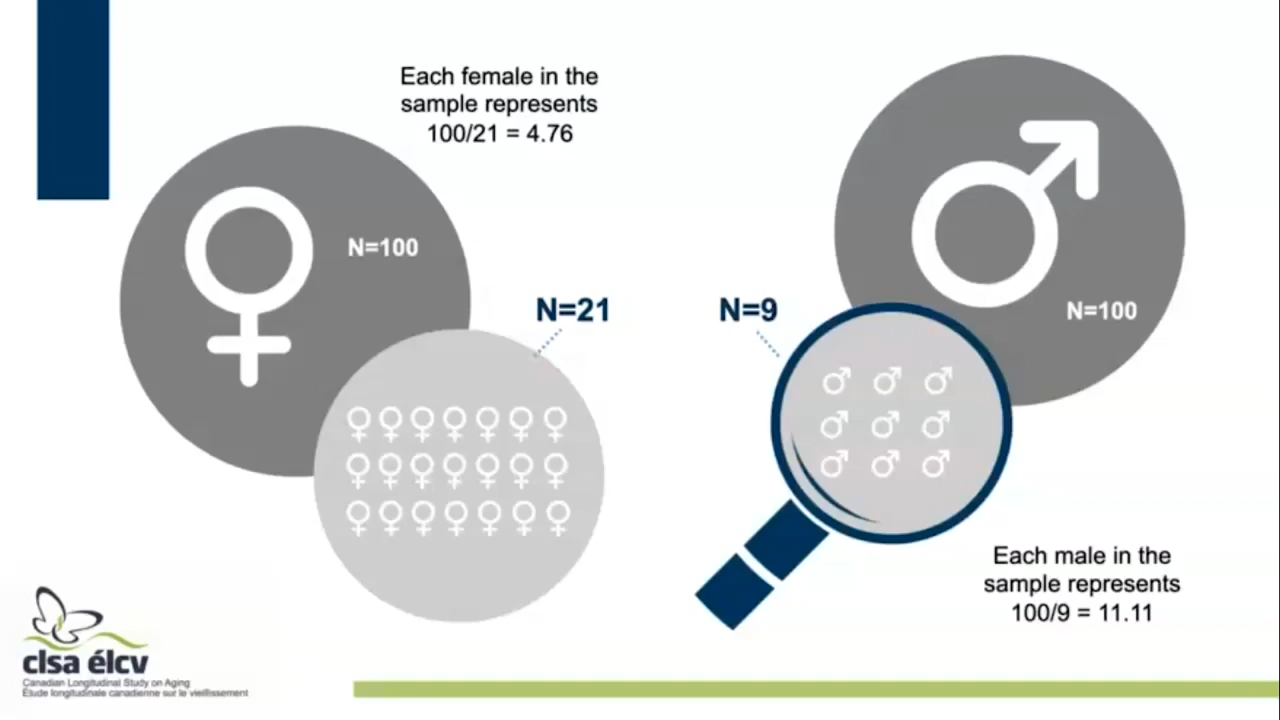 Each female in the
sample represents
100/21 = 4.76
N=100
N=21
N=9
N=100
Each male in the
sample represents
100/9 = 11.11
clsa élcv
Canadian Longitudinal Study on Aging
Étude longitudinale canadienne sur le vieillissement